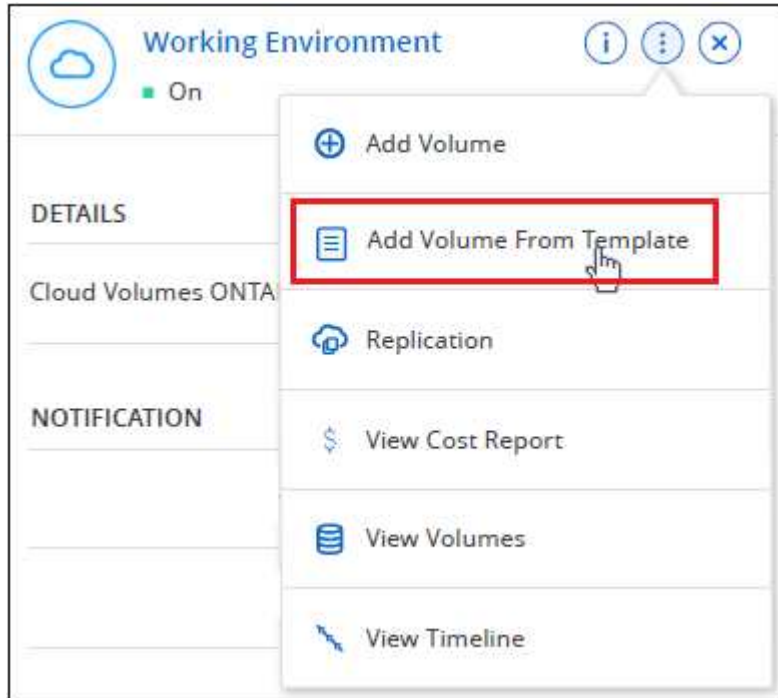 Working Environment
On
Add Volume
DETAILS
Add Volume From Template
Cloud Volumes ONTA
Replication
NOTIFICATION
$ View Cost Report
View Volumes
View Timeline